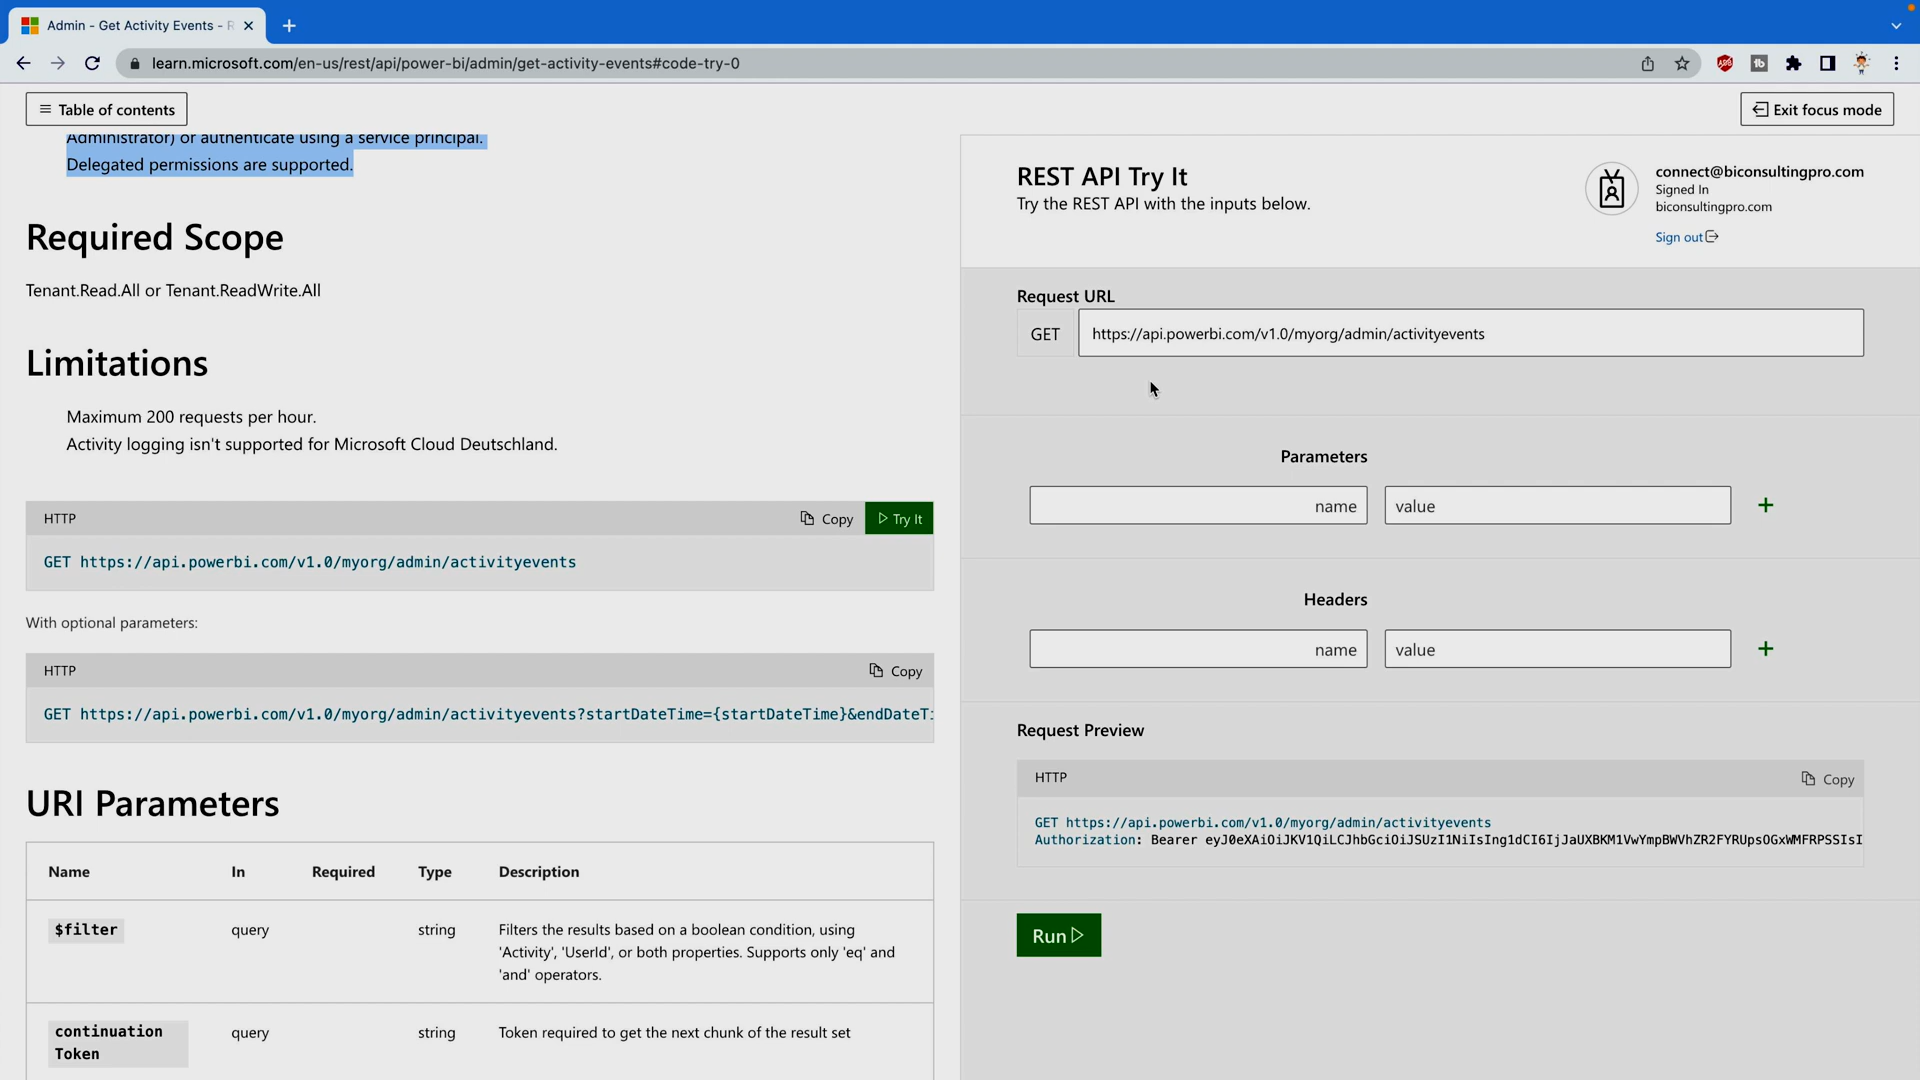 Admin - Get Activity Events - R
learn.microsoft.com/en-us/rest/api/power-bi/admin/get-activity-events#code-try-0
Table of contents
Exit focus mode
Administrator) or authenticate using a service principal.
Delegated permissions are supported.
Required Scope
Tenant.Read.All or Tenant.ReadWrite.All
Limitations
Maximum 200 requests per hour.
Activity logging isn't supported for Microsoft Cloud Deutschland.
HTTP
Copy
Try It
GET https://api.powerbi.com/v1.0/myorg/admin/activityevents
With optional parameters:
HTTP
Copy
GET https://api.powerbi.com/v1.0/myorg/admin/activityevents?startDateTime={startDateTime}&endDateTi
URI Parameters
Name In Required Type Description
$filter query string Filters the results based on a boolean condition, using
'Activity', 'UserId', or both properties. Supports only 'eq' and
'and' operators.
continuation query string Token required to get the next chunk of the result set
Token
REST API Try It
Try the REST API with the inputs below.
connect@biconsultingpro.com
Signed In
biconsultingpro.com
Sign out
Request URL
GET https://api.powerbi.com/v1.0/myorg/admin/activityevents
Parameters
name value +
Headers
name value +
Request Preview
HTTP
Copy
GET https://api.powerbi.com/v1.0/myorg/admin/activityevents
Authorization: Bearer
Run